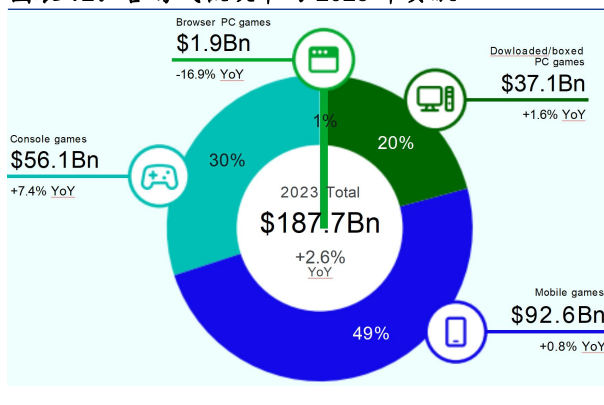 Browser PC games
$1.9Bn
-16.9% YoY
Dowloaded/boxed
PC games
$37.1Bn
+1.6% YoY
1%
20%
Console games
$56.1Bn
+7.4% YoY
30%
2023 Total
$187.7Bn
+2.6%
YoY
Mobile games
$92.6Bn
+0.8% YoY
49%